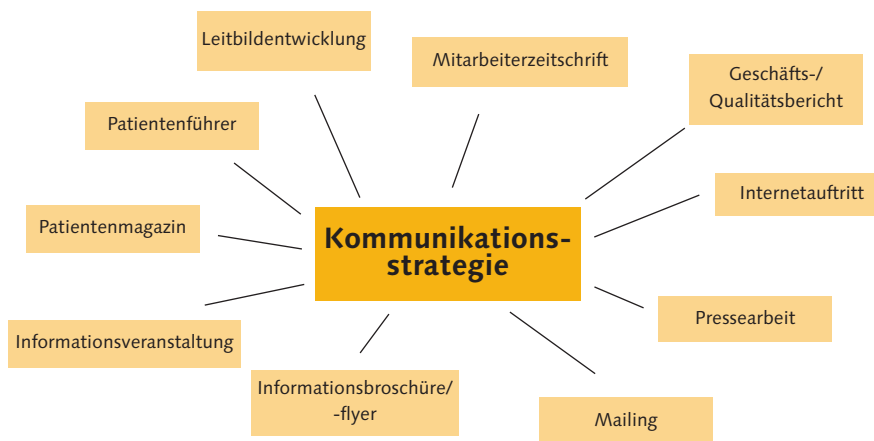 Leitbildentwicklung
Mitarbeiterzeitschrift
Geschäfts-/
Qualitätsbericht
Patientenführer
Internetauftritt
Patientenmagazin
Kommunikations-
strategie
Pressearbeit
Informationsveranstaltung
Informationsbroschüre/
-flyer
Mailing